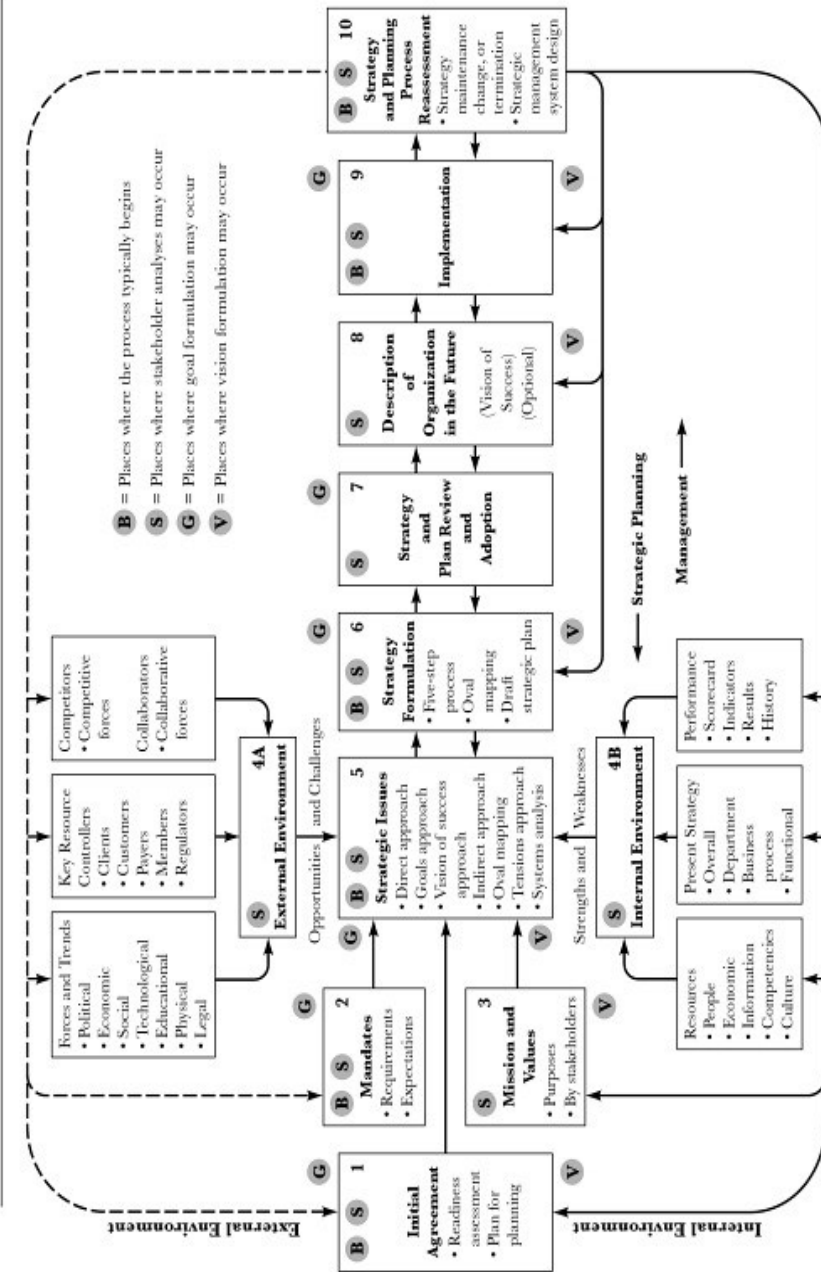 External Environment
Forces and Trends
• Political
• Economic
• Social
• Technological
• Educational
• Physical
• Legal
Key Resource
Controllers
• Clients
• Customers
• Payers
• Members
• Regulators
Competitors
• Competitive
forces
Collaborators
• Collaborative
forces
B = Places where the process typically begins
S = Places where stakeholder analyses may occur
G = Places where goal formulation may occur
V = Places where vision formulation may occur
S 4A
External Environment
Opportunities and Challenges
G
B S 1
Initial
Agreement
• Readiness
assessment
• Plan for
planning
V
G
B S 2
Mandates
• Requirements
• Expectations
S 3
Mission and
Values
• Purposes
• By stakeholders
V
G
B S 5
Strategic Issues
• Direct approach
• Goals approach
• Vision of success
approach
• Indirect approach
• Oval mapping
• Tensions approach
• Systems analysis
V
G
B S 6
Strategy
Formulation
• Five-step
process
• Oval
mapping
• Draft
strategic plan
V
G
S 7
Strategy
and
Plan Review
and
Adoption
S 8
Description
of
Organization
in the Future
(Vision of
Success)
(Optional)
V
G
B S 9
Implementation
V
B S 10
Strategy
and Planning
Process
Reassessment
• Strategy
maintenance
change, or
termination
• Strategic
management
system design
Strengths and Weaknesses
S 4B
Internal Environment
Strategic Planning
Management
Resources
• People
• Economic
• Information
• Competencies
• Culture
Present Strategy
• Overall
• Department
• Business
process
• Functional
Performance
• Scorecard
• Indicators
• Results
• History
Internal Environment